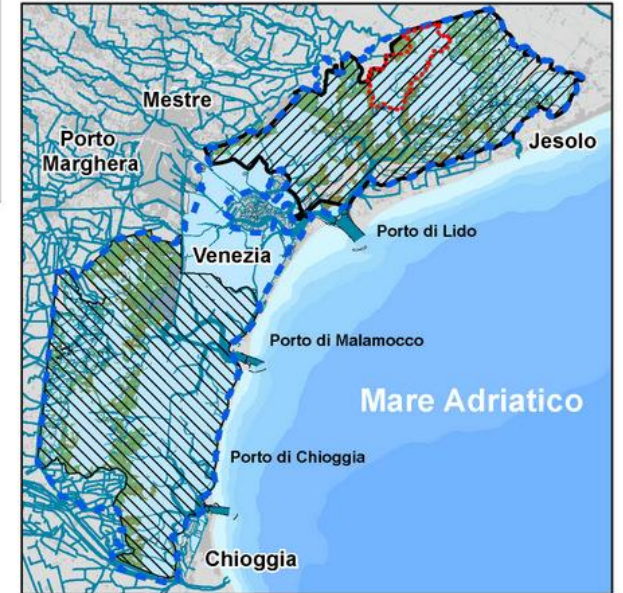 Mestre
Porto
Marghera
Jesolo
Porto di Lido
Venezia
Porto di Malamocco
Mare Adriatico
Porto di Chioggia
Chioggia